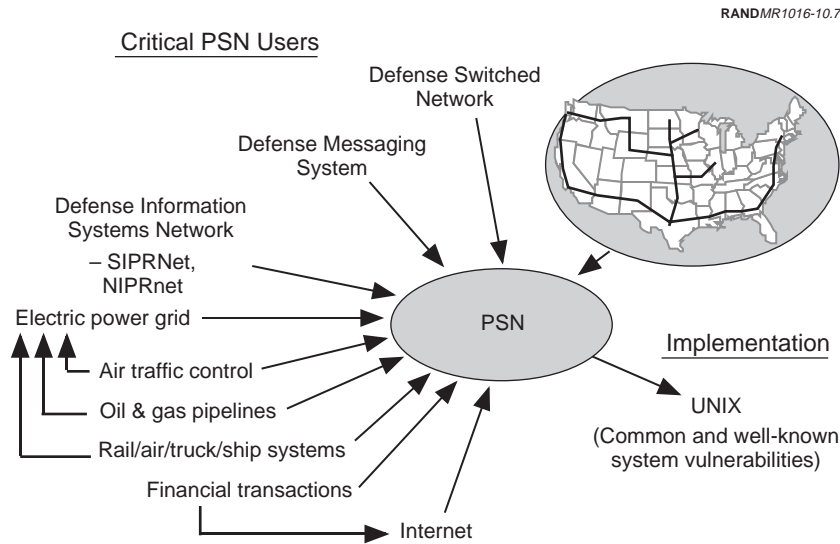 RANDMR1016-10.7
Critical PSN Users
Defense Switched
Network
Defense Messaging
System
Defense Information
Systems Network
– SIPRNet,
NIPRnet
Electric power grid
Air traffic control
Oil & gas pipelines
Rail/air/truck/ship systems
Financial transactions
Internet
PSN
Implementation
UNIX
(Common and well-known
system vulnerabilities)